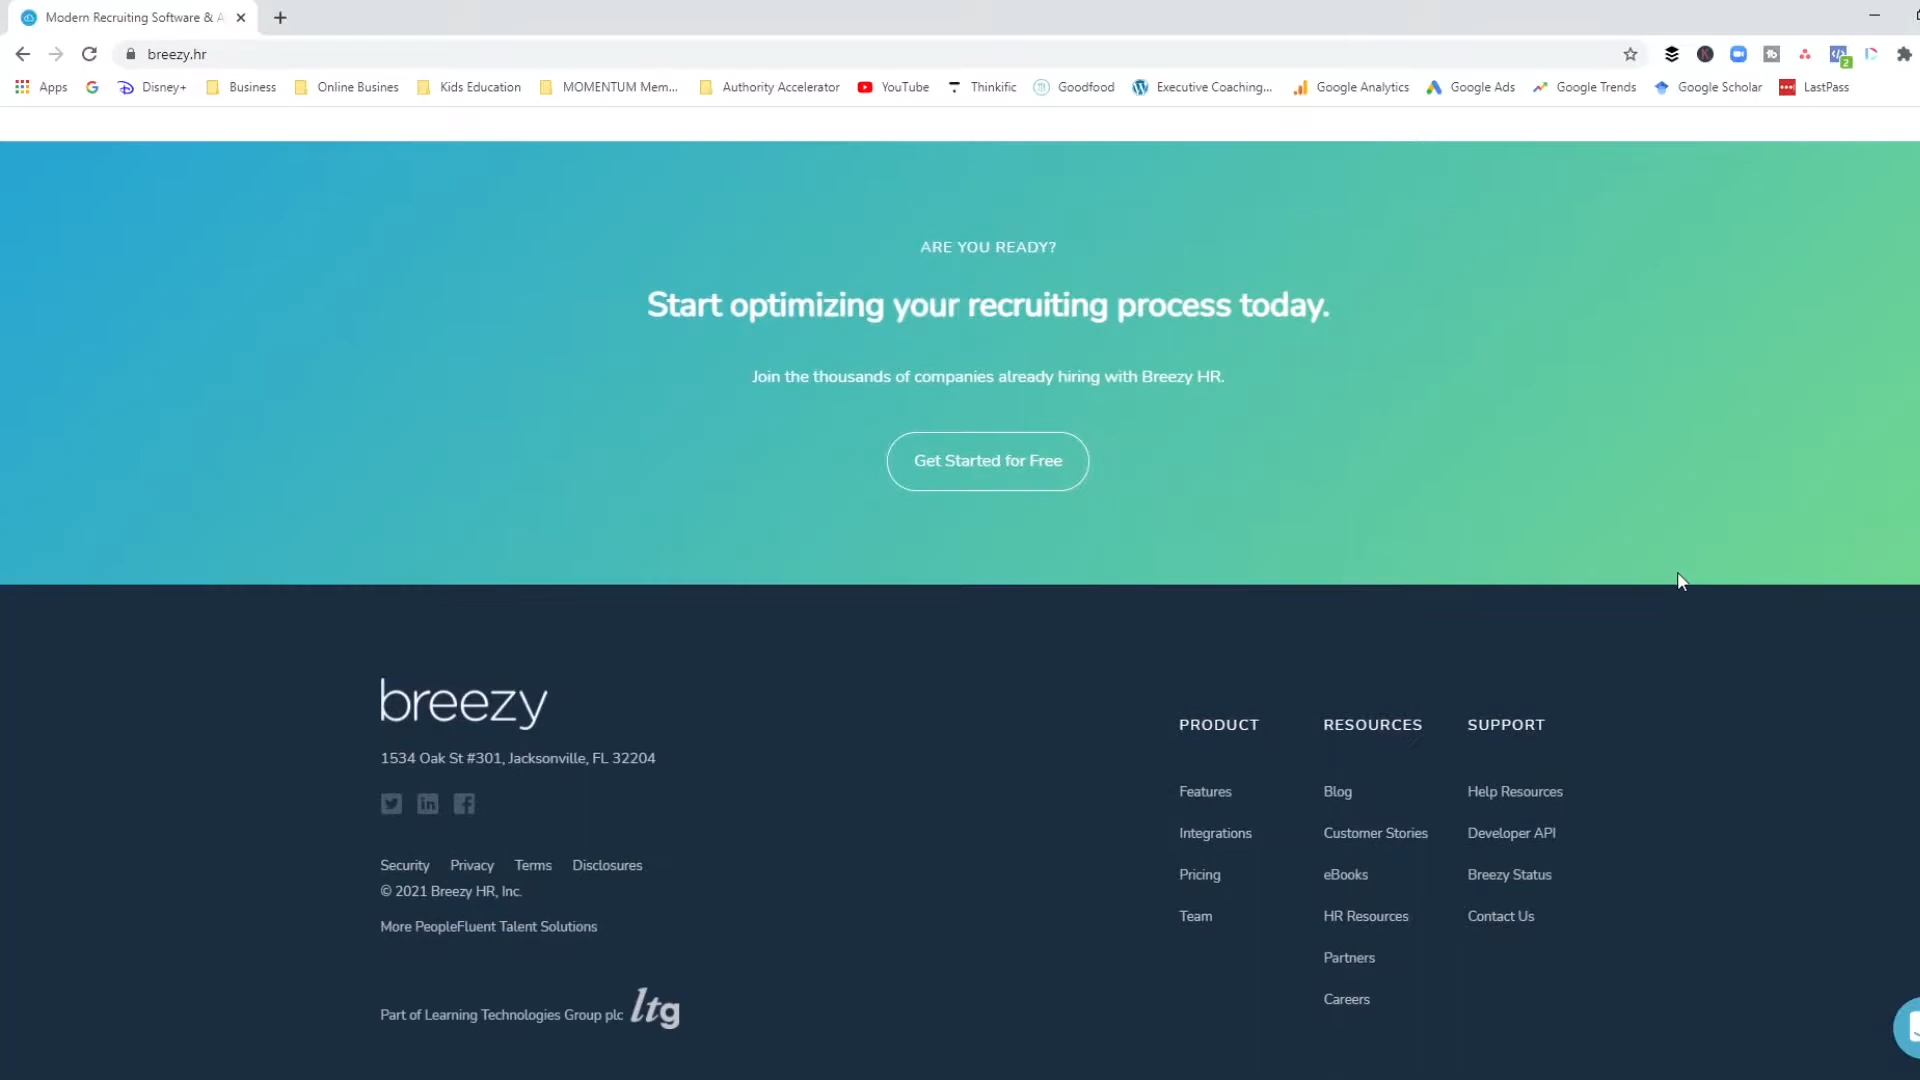 Modern Recruiting Software & A
breezy.hr
Apps Disney+ Business Online Busines Kids Education MOMENTUM Mem... Authority Accelerator YouTube Thinkific Goodfood Executive Coaching... Google Analytics Google Ads Google Trends Google Scholar LastPass
ARE YOU READY?
Start optimizing your recruiting process today.
Join the thousands of companies already hiring with Breezy HR.
Get Started for Free
breezy
1534 Oak St #301, Jacksonville, FL 32204
Security Privacy Terms Disclosures
© 2021 Breezy HR, Inc.
More PeopleFluent Talent Solutions
Part of Learning Technologies Group plc ltg
PRODUCT
Features
Integrations
Pricing
Team
RESOURCES
Blog
Customer Stories
eBooks
HR Resources
Partners
Careers
SUPPORT
Help Resources
Developer API
Breezy Status
Contact Us
2